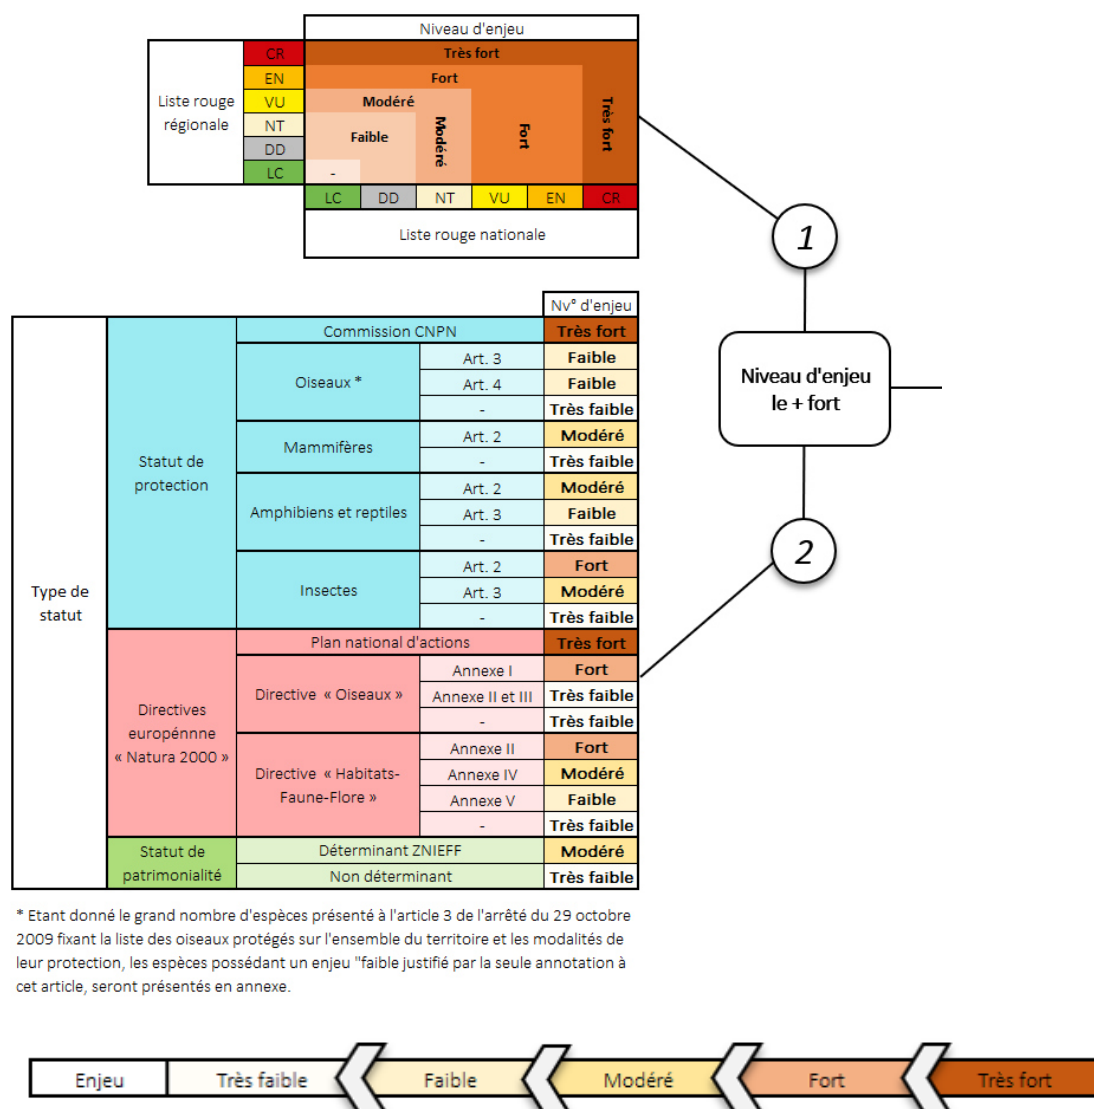 Niveau d'enjeu
Liste rouge
régionale
CR
EN
VU
NT
DD
LC
Très fort
Fort
Modéré
Faible
-
Modéré
Fort
Très fort
LC DD NT VU EN CR
Liste rouge nationale
1
Niveau d'enjeu
le + fort
2
Nv° d'enjeu
Type de
statut
Statut de
protection
Commission CNPN Très fort
Oiseaux *
Art. 3 Faible
Art. 4 Faible
- Très faible
Mammifères
Art. 2 Modéré
- Très faible
Amphibiens et reptiles
Art. 2 Modéré
Art. 3 Faible
- Très faible
Insectes
Art. 2 Fort
Art. 3 Modéré
- Très faible
Directives
europénnne
« Natura 2000 »
Plan national d'actions Très fort
Directive « Oiseaux »
Annexe I Fort
Annexe II et III Très faible
- Très faible
Directive « Habitats-
Faune-Flore »
Annexe II Fort
Annexe IV Modéré
Annexe V Faible
- Très faible
Statut de
patrimonialité
Déterminant ZNIEFF Modéré
Non déterminant Très faible
* Etant donné le grand nombre d'espèces présenté à l'article 3 de l'arrêté du 29 octobre
2009 fixant la liste des oiseaux protégés sur l'ensemble du territoire et les modalités de
leur protection, les espèces possédant un enjeu "faible justifié par la seule annotation à
cet article, seront présentés en annexe.
Enjeu Très faible Faible Modéré Fort Très fort